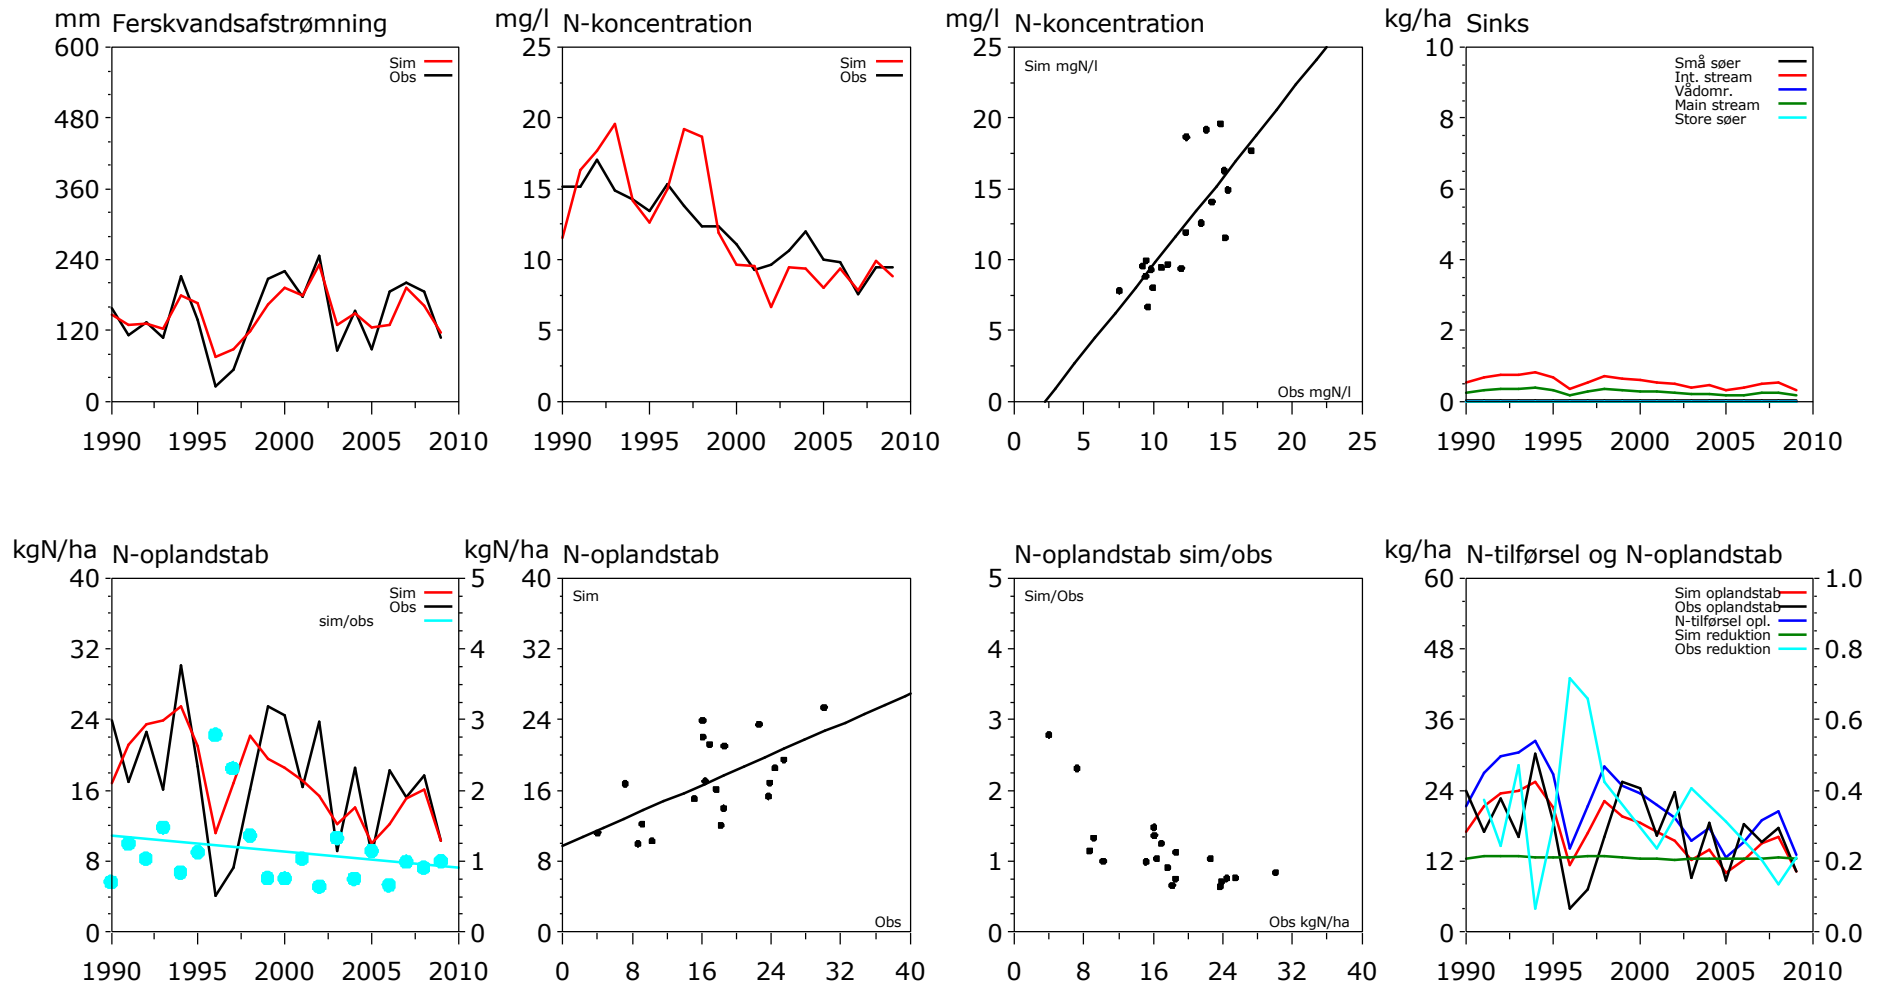 mm Ferskvandsafstrømning
600
480
360
240
120
0
1990 1995 2000 2005 2010
Sim
Obs
mg/l N-koncentration
25
20
15
10
5
0
1990 1995 2000 2005 2010
Sim
Obs
mg/l N-koncentration
25
20
15
10
5
0
0 5 10 15 20 25
Sim mgN/l
Obs mgN/l
kg/ha Sinks
10
8
6
4
2
0
1990 1995 2000 2005 2010
Små søer
Int. stream
Vådomr.
Main stream
Store søer
kgN/ha N-oplandstab
40
32
24
16
8
0
1990 1995 2000 2005 2010
5
4
3
2
1
0
Sim
Obs
sim/obs
kgN/ha N-oplandstab
40
32
24
16
8
0
0 8 16 24 32 40
Sim
Obs
N-oplandstab sim/obs
5
4
3
2
1
0
0 8 16 24 32 40
Sim/Obs
Obs kgN/ha
kg/ha N-tilførsel og N-oplandstab
60
48
36
24
12
0
1990 1995 2000 2005 2010
1.0
0.8
0.6
0.4
0.2
0.0
Sim oplandstab
Obs oplandstab
N-tilførsel opl.
Sim reduktion
Obs reduktion